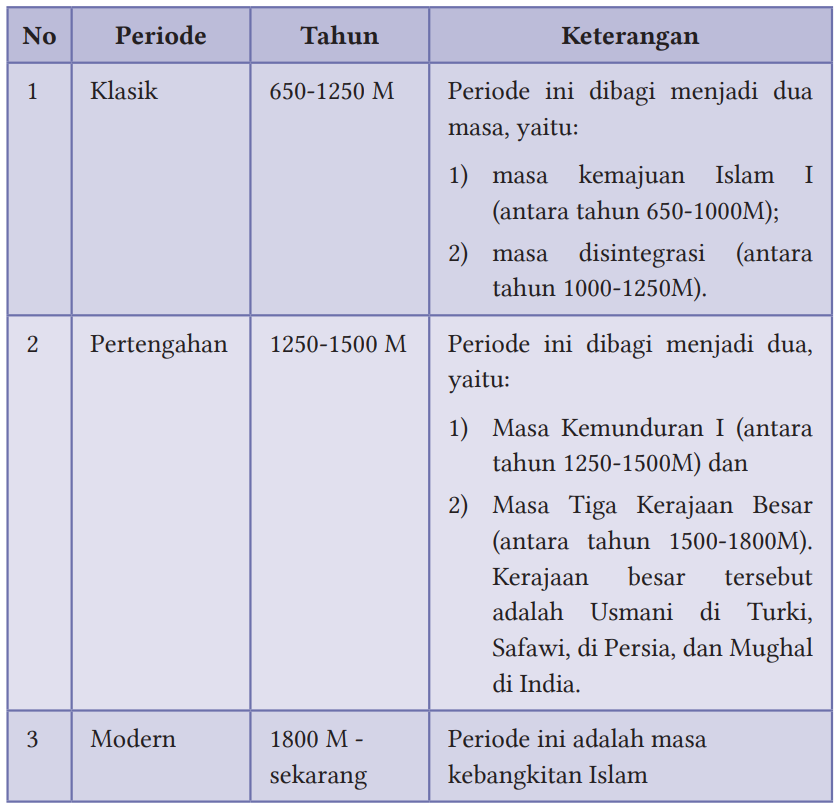 No Periode Tahun Keterangan
1 Klasik 650-1250 M Periode ini dibagi menjadi dua
masa, yaitu:
1) masa kemajuan Islam I
(antara tahun 650-1000M);
2) masa disintegrasi (antara
tahun 1000-1250M).
2 Pertengahan 1250-1500 M Periode ini dibagi menjadi dua,
yaitu:
1) Masa Kemunduran I (antara
tahun 1250-1500M) dan
2) Masa Tiga Kerajaan Besar
(antara tahun 1500-1800M).
Kerajaan besar tersebut
adalah Usmani di Turki,
Safawi, di Persia, dan Mughal
di India.
3 Modern 1800 M - Periode ini adalah masa
sekarang kebangkitan Islam